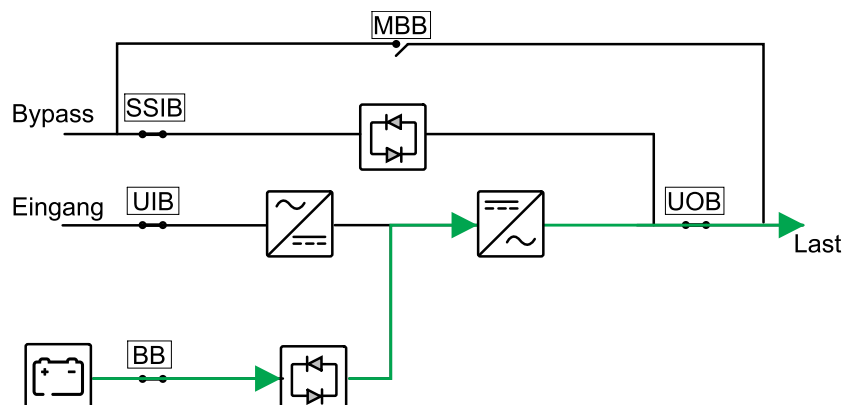 MBB
SSIB
Bypass
UIB
UOB
Eingang
Last
BB